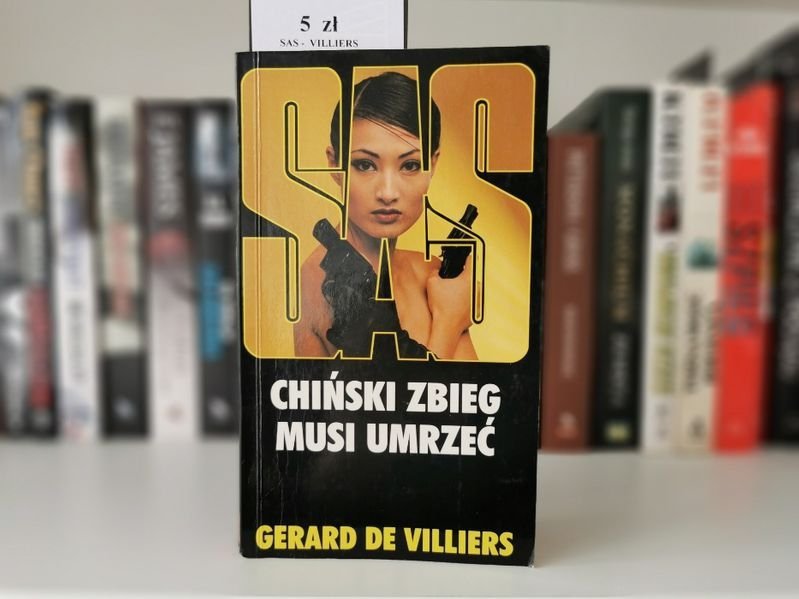 5 zł
SAS - VILLIERS
SAS
CHIŃSKI ZBIEG
MUSI UMRZEĆ
GERARD DE VILLIERS